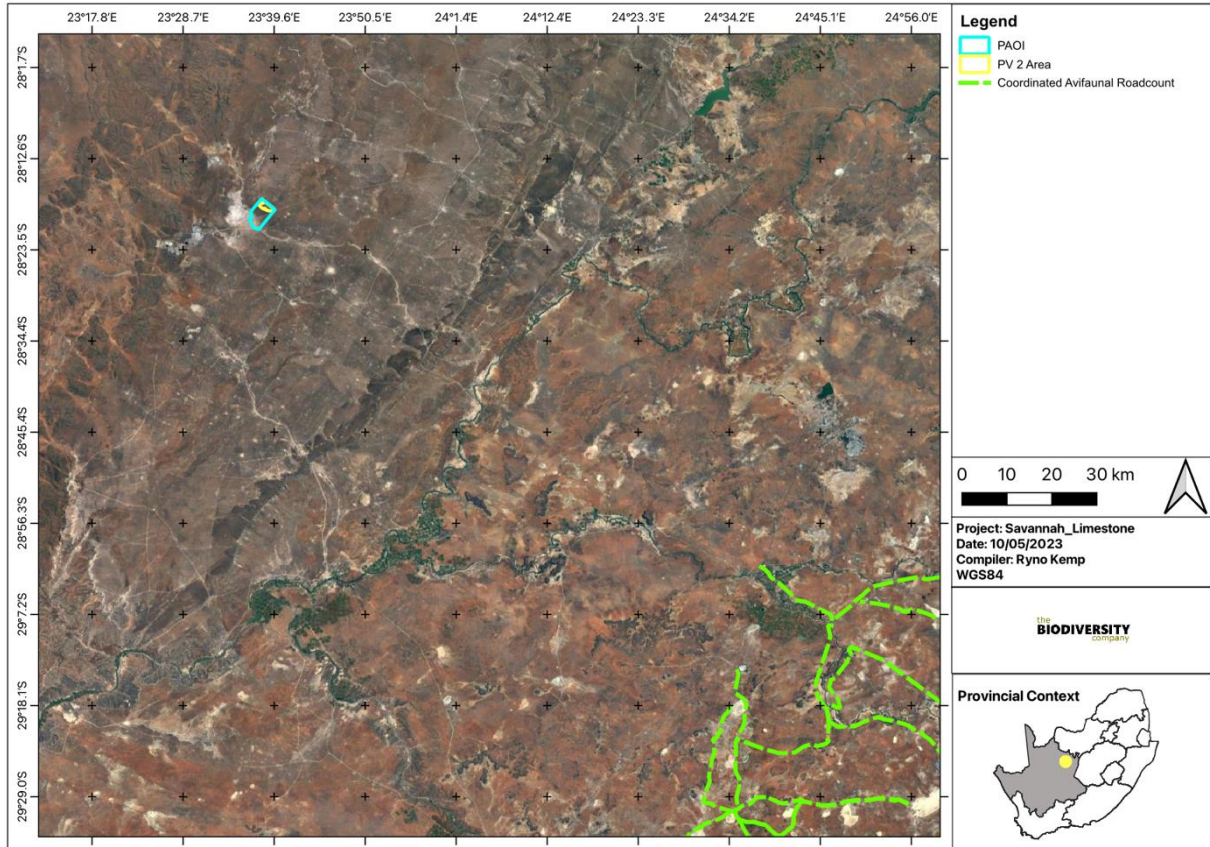 23°17.8'E 23°28.7'E 23°39.6'E 23°50.5'E 24°1.4'E 24°12.4'E 24°23.3'E 24°34.2'E 24°45.1'E 24°56.0'E
28°1.7'S
28°12.6'S
28°23.5'S
28°34.4'S
28°45.4'S
28°56.3'S
29°7.2'S
29°18.1'S
29°29.0'S
Legend
PAOI
PV 2 Area
Coordinated Avifaunal Roadcount
0 10 20 30 km
Project: Savannah_Limestone
Date: 10/05/2023
Compiler: Ryno Kemp
WGS84
the
BIODIVERSITY
company
Provincial Context